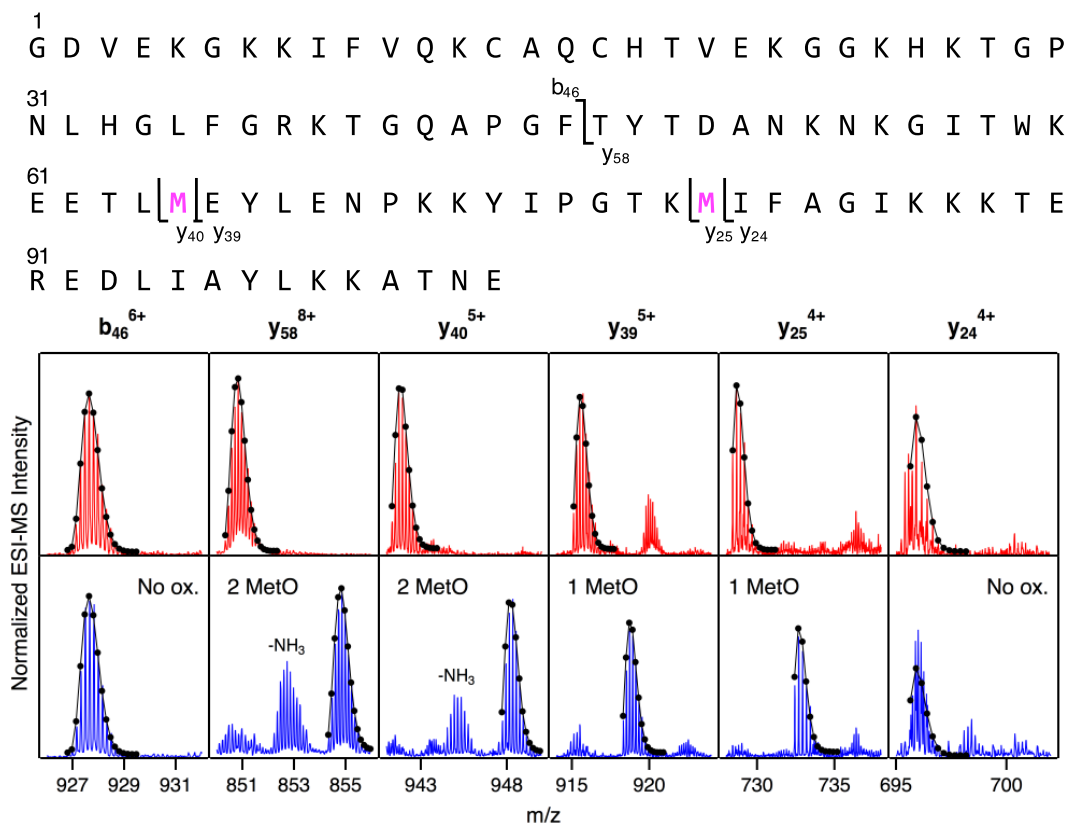 1
G D V E K G K K I F V Q K C A Q C H T V E K G G K H K T G P
31
b46
N L H G L F G R K T G Q A P G F T Y T D A N K N K G I T W K
y58
61
E E T L M E Y L E N P K K Y I P G T K M I F A G I K K K T E
y40 y39 y25 y24
91
R E D L I A Y L K K A T N E
b46 6+ y58 8+ y40 5+ y39 5+ y25 4+ y24 4+
Normalized ESI-MS Intensity
No ox. 2 MetO 2 MetO 1 MetO 1 MetO No ox.
-NH3 -NH3
927 929 931 851 853 855 943 948 915 920 730 735 695 700
m/z